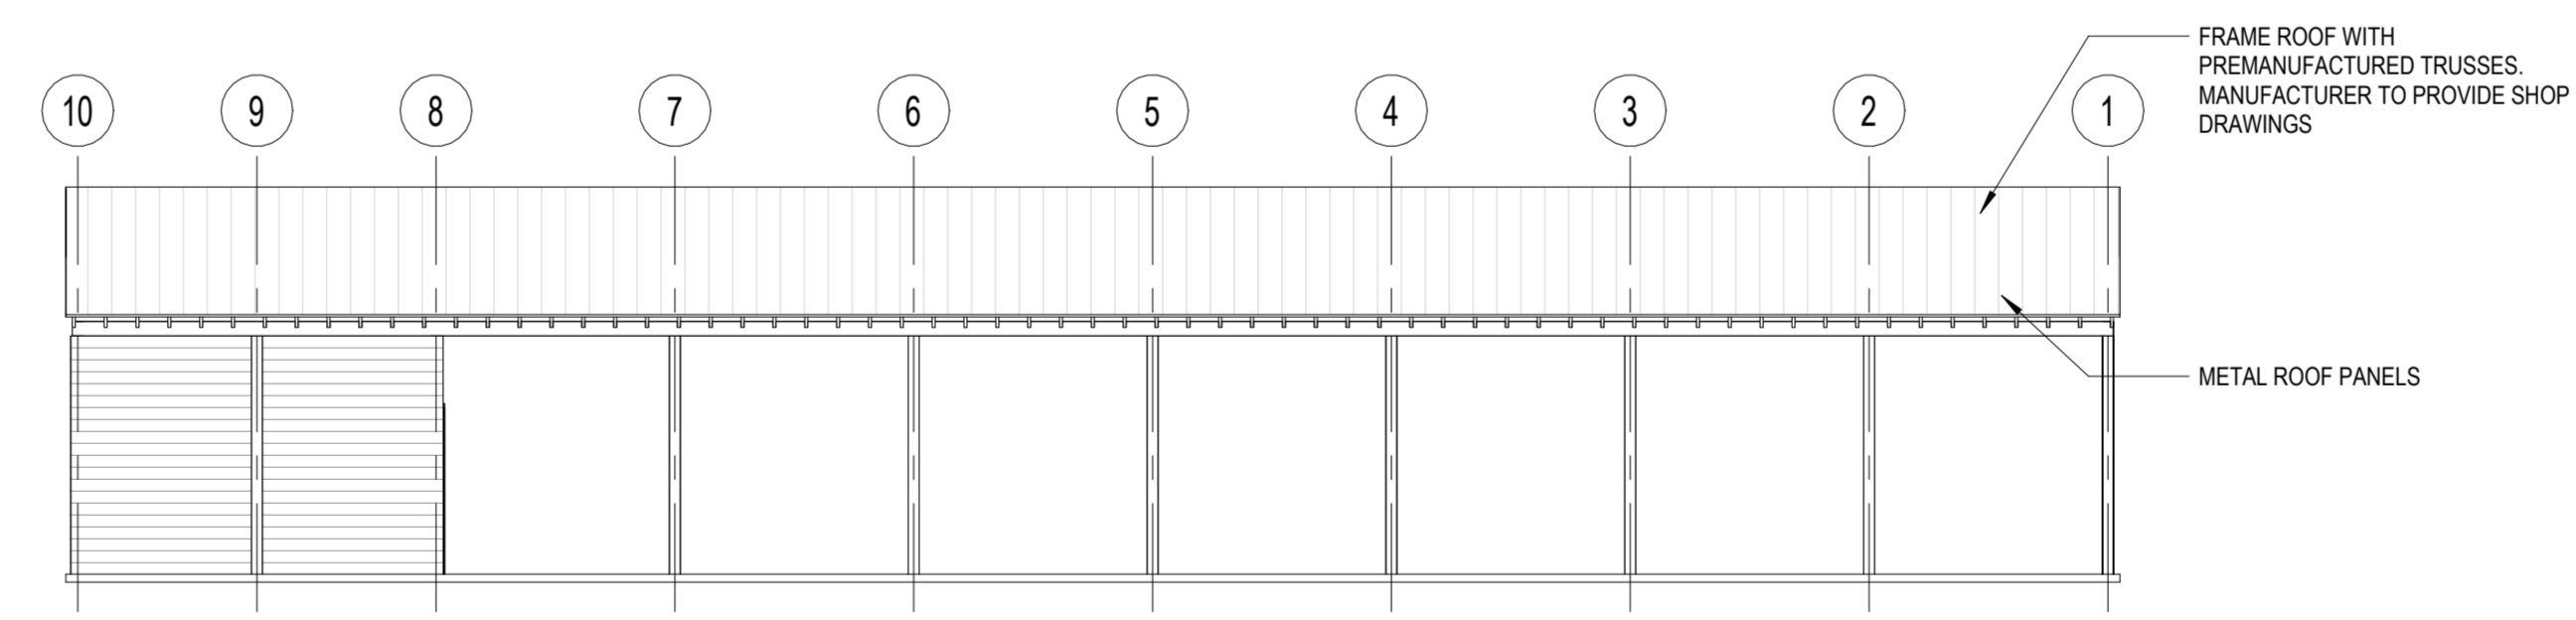 FRAME ROOF WITH
PREMANUFACTURED TRUSSES.
MANUFACTURER TO PROVIDE SHOP
DRAWINGS
10 9 8 7 6 5 4 3 2 1
METAL ROOF PANELS